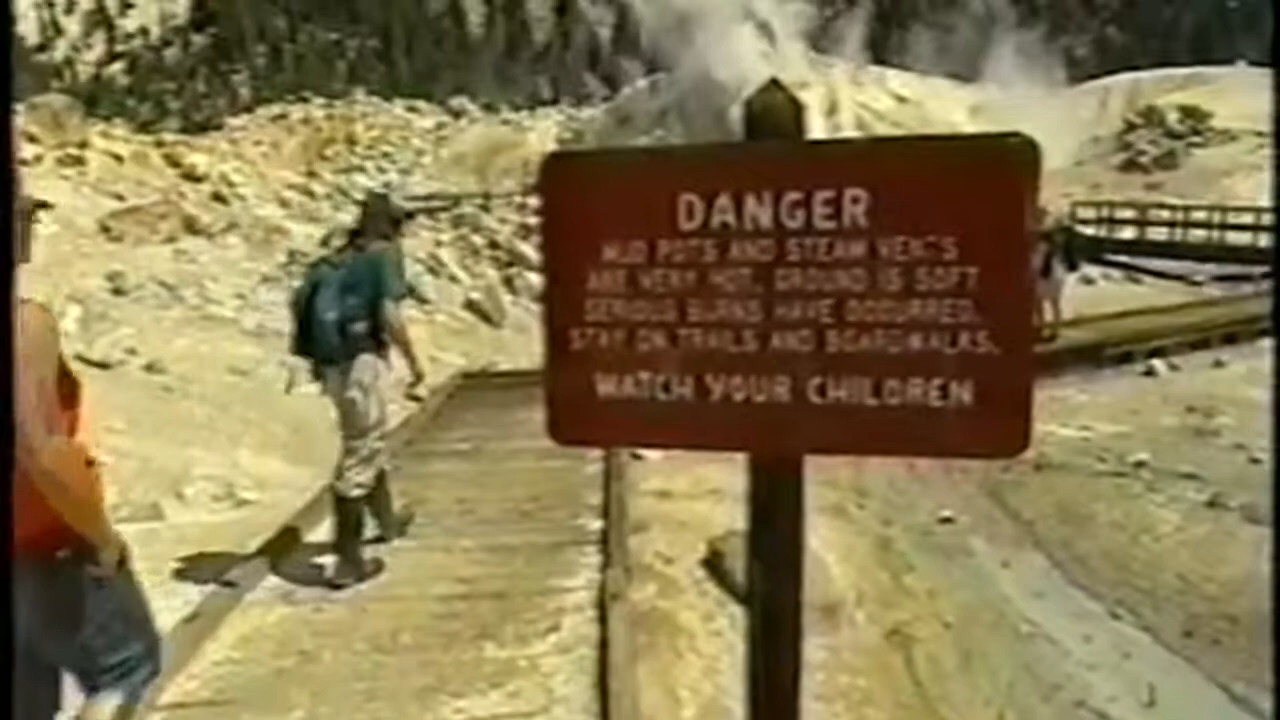 DANGER
MUD POTS AND STEAM VENTS
ARE VERY HOT, GROUND IS SOFT
SERIOUS BURNS HAVE OCCURRED.
STAY ON TRAILS AND BOARDWALKS.
WATCH YOUR CHILDREN